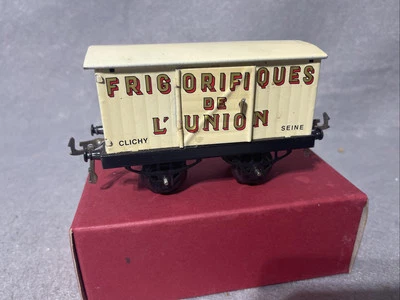 FRIGORIFIQUES
DE
L'UNION
CLICHY SEINE